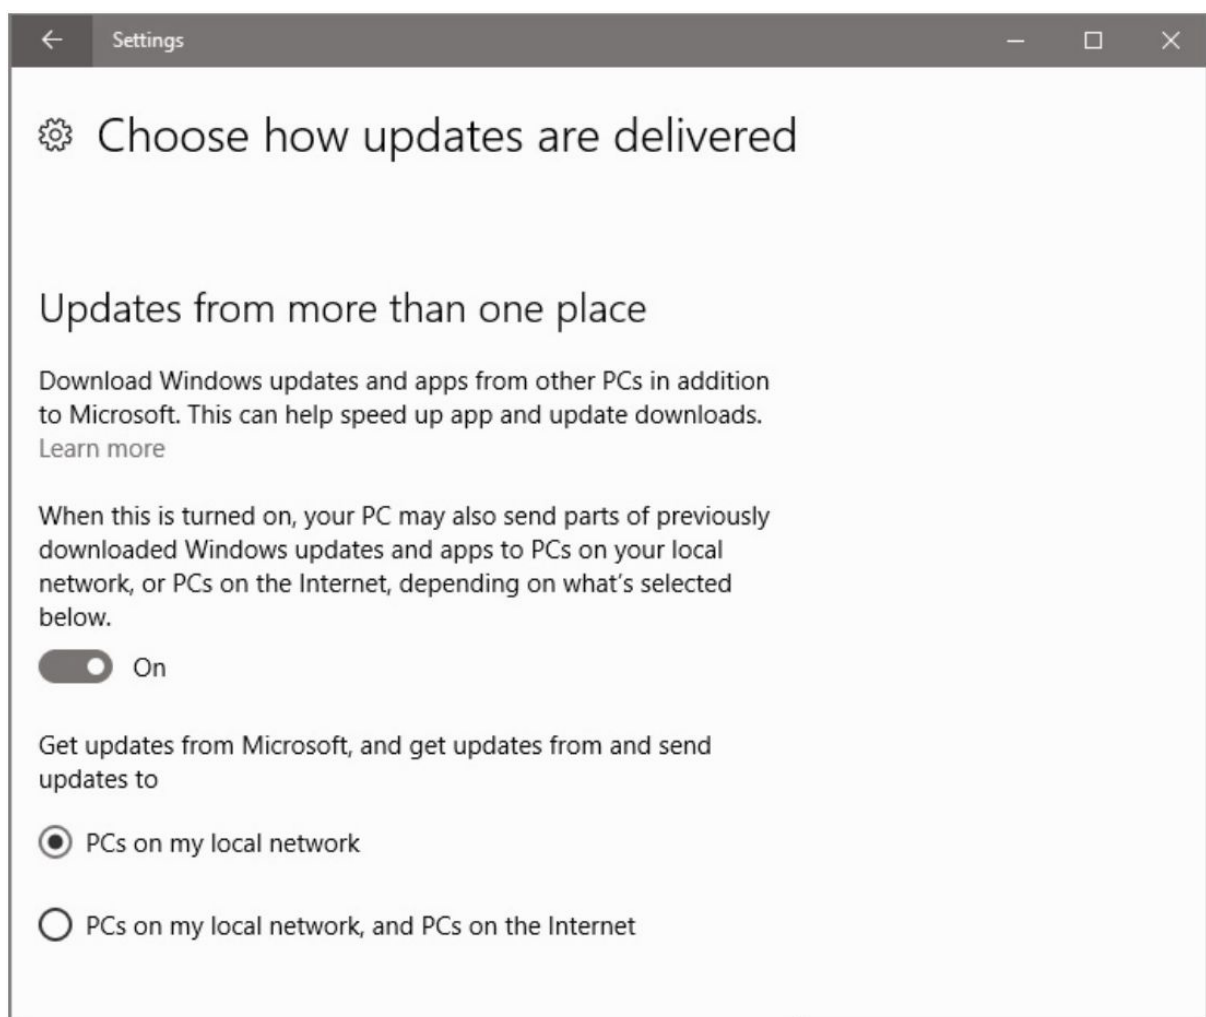 Settings
Choose how updates are delivered
Updates from more than one place
Download Windows updates and apps from other PCs in addition
to Microsoft. This can help speed up app and update downloads.
Learn more
When this is turned on, your PC may also send parts of previously
downloaded Windows updates and apps to PCs on your local
network, or PCs on the Internet, depending on what’s selected
below.
On
Get updates from Microsoft, and get updates from and send
updates to
PCs on my local network
PCs on my local network, and PCs on the Internet